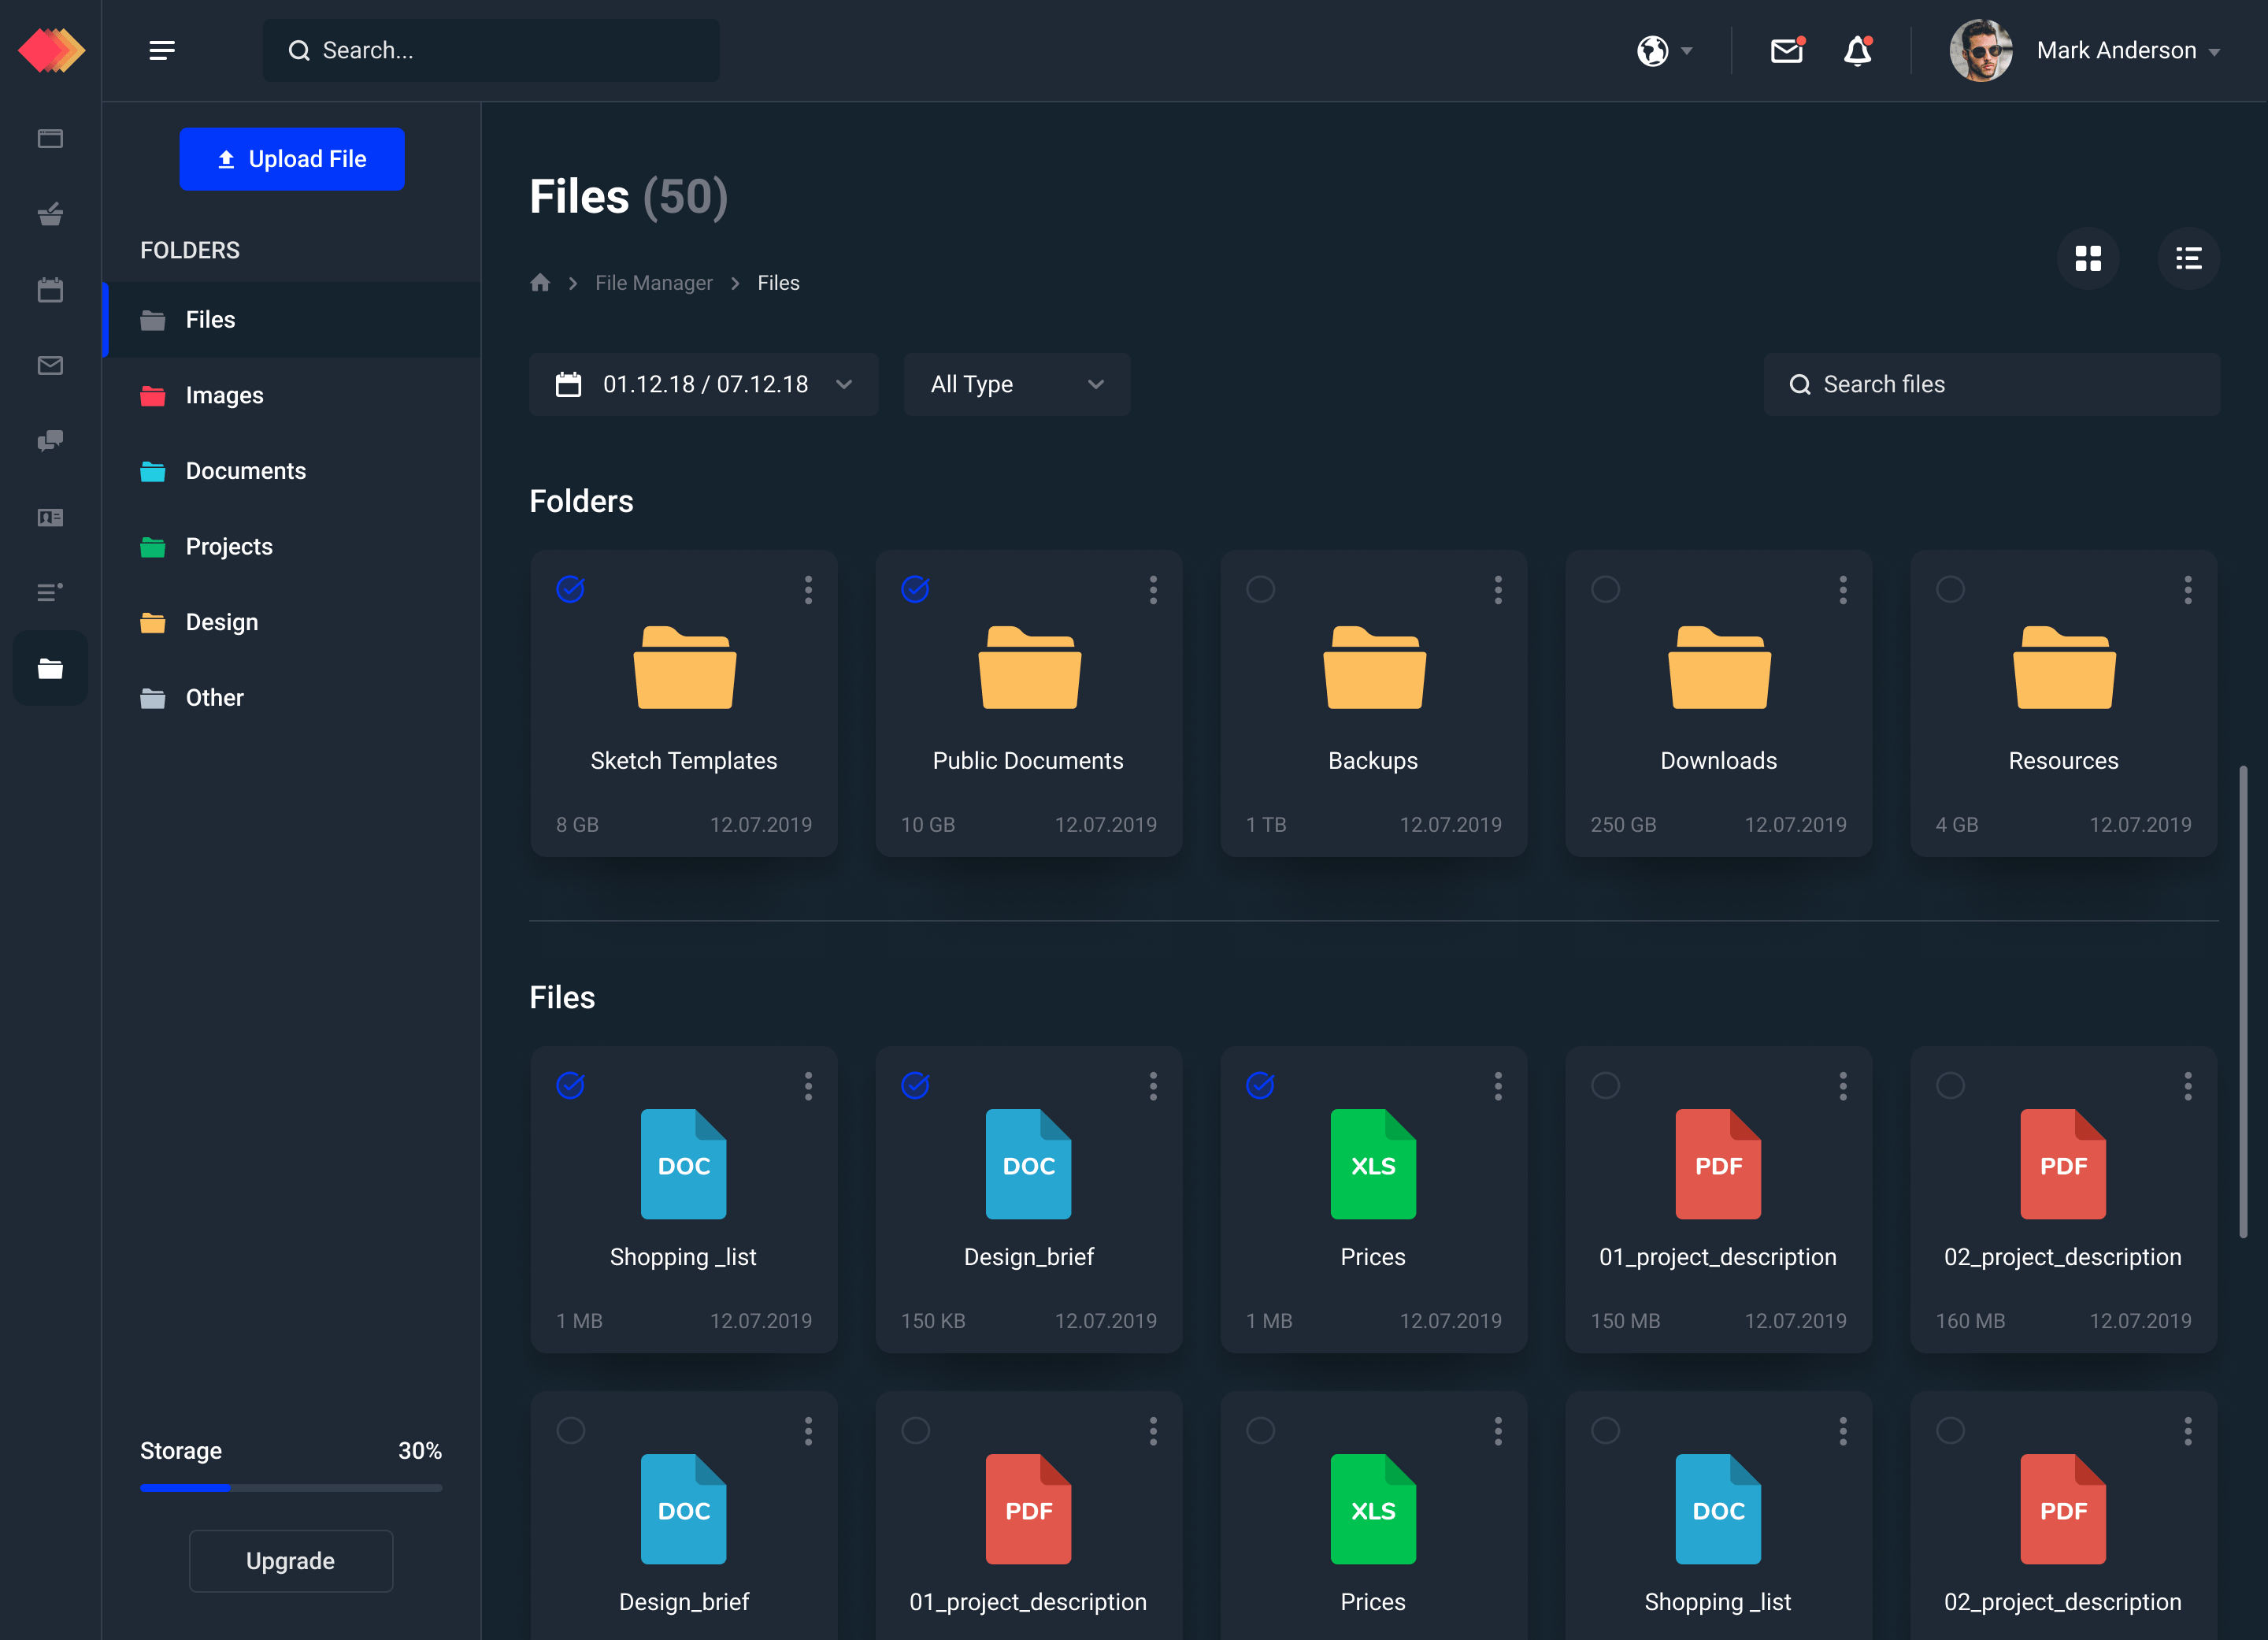 Search...
Mark Anderson
Upload File
FOLDERS
Files
Images
Documents
Projects
Design
Other
Storage 30%
Upgrade
Files (50)
File Manager Files
01.12.18 / 07.12.18 All Type Search files
Folders
Sketch Templates Public Documents Backups Downloads Resources
8 GB 12.07.2019 10 GB 12.07.2019 1 TB 12.07.2019 250 GB 12.07.2019 4 GB 12.07.2019
Files
DOC DOC XLS PDF PDF
Shopping _list Design_brief Prices 01_project_description 02_project_description
1 MB 12.07.2019 150 KB 12.07.2019 1 MB 12.07.2019 150 MB 12.07.2019 160 MB 12.07.2019
DOC PDF XLS DOC PDF
Design_brief 01_project_description Prices Shopping _list 02_project_description